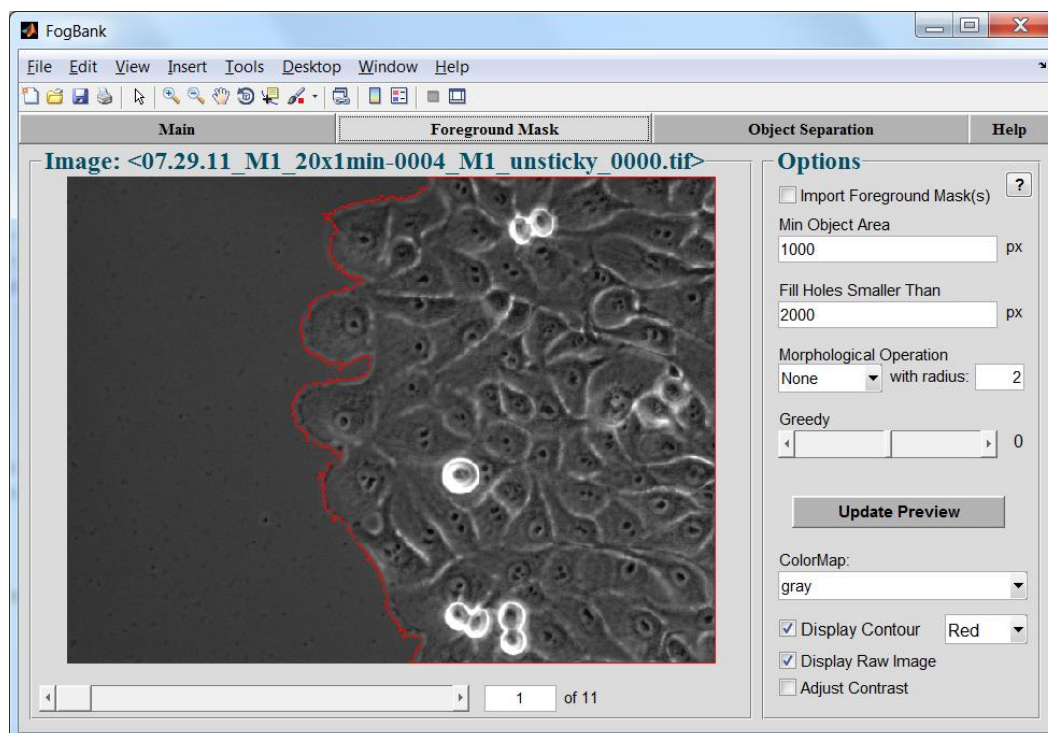 FogBank
File Edit View Insert Tools Desktop Window Help
Main Foreground Mask Object Separation Help
Image: <07.29.11_M1_20x1min-0004_M1_unsticky_0000.tif>
Options
Import Foreground Mask(s) ?
Min Object Area
1000 px
Fill Holes Smaller Than
2000 px
Morphological Operation
None with radius: 2
Greedy
0
Update Preview
ColorMap:
gray
Display Contour Red
Display Raw Image
Adjust Contrast
1 of 11